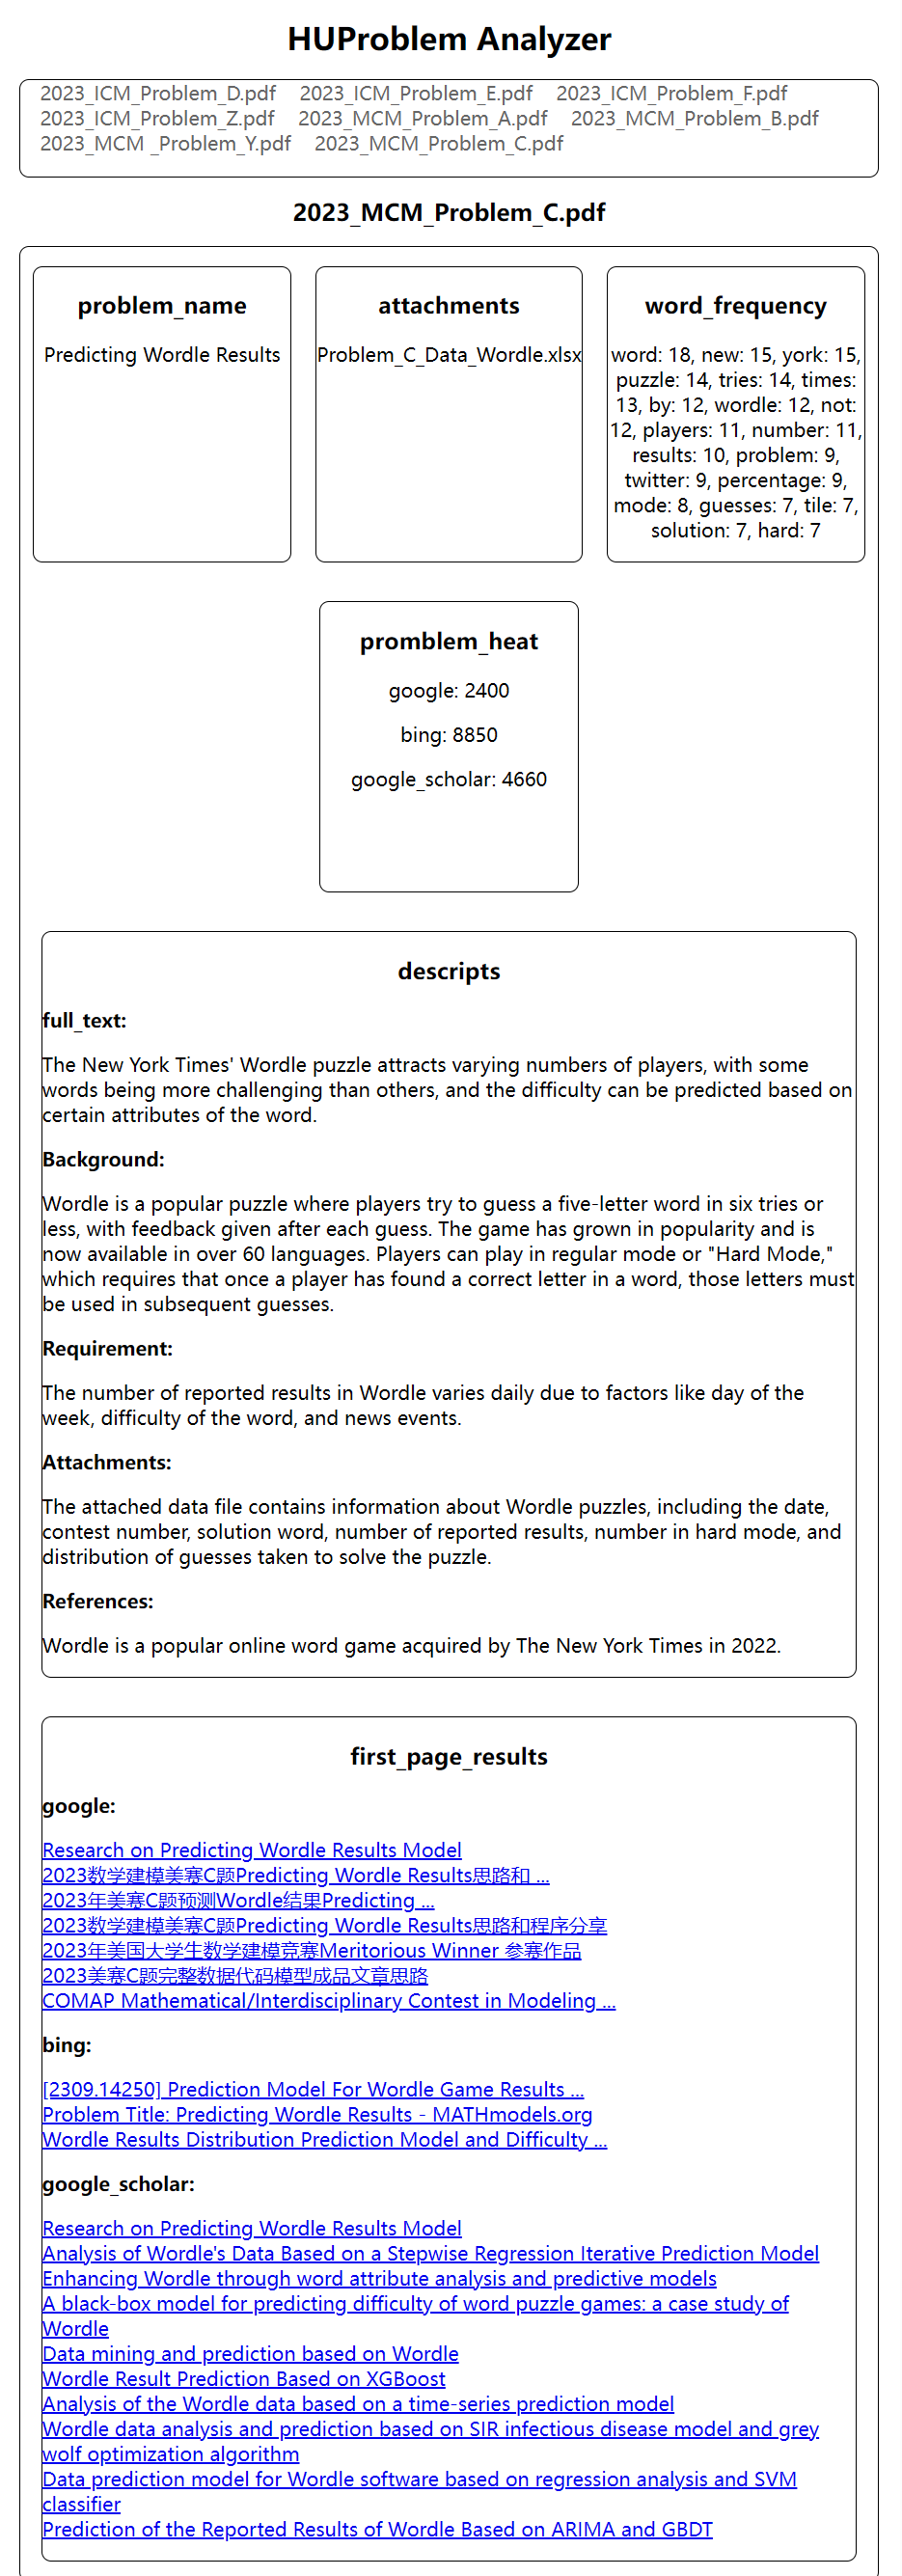 HUProblem Analyzer
2023_ICM_Problem_D.pdf 2023_ICM_Problem_E.pdf 2023_ICM_Problem_F.pdf
2023_ICM_Problem_Z.pdf 2023_MCM_Problem_A.pdf 2023_MCM_Problem_B.pdf
2023_MCM _Problem_Y.pdf 2023_MCM_Problem_C.pdf
2023_MCM_Problem_C.pdf
problem_name
Predicting Wordle Results
attachments
Problem_C_Data_Wordle.xlsx
word_frequency
word: 18, new: 15, york: 15,
puzzle: 14, tries: 14, times:
13, by: 12, wordle: 12, not:
12, players: 11, number: 11,
results: 10, problem: 9,
twitter: 9, percentage: 9,
mode: 8, guesses: 7, tile: 7,
solution: 7, hard: 7
promblem_heat
google: 2400
bing: 8850
google_scholar: 4660
descripts
full_text:
The New York Times' Wordle puzzle attracts varying numbers of players, with some
words being more challenging than others, and the difficulty can be predicted based on
certain attributes of the word.
Background:
Wordle is a popular puzzle where players try to guess a five-letter word in six tries or
less, with feedback given after each guess. The game has grown in popularity and is
now available in over 60 languages. Players can play in regular mode or "Hard Mode,"
which requires that once a player has found a correct letter in a word, those letters must
be used in subsequent guesses.
Requirement:
The number of reported results in Wordle varies daily due to factors like day of the
week, difficulty of the word, and news events.
Attachments:
The attached data file contains information about Wordle puzzles, including the date,
contest number, solution word, number of reported results, number in hard mode, and
distribution of guesses taken to solve the puzzle.
References:
Wordle is a popular online word game acquired by The New York Times in 2022.
first_page_results
google:
Research on Predicting Wordle Results Model
2023数学建模美赛C题Predicting Wordle Results思路和 ...
2023年美赛C题预测Wordle结果Predicting ...
2023数学建模美赛C题Predicting Wordle Results思路和程序分享
2023年美国大学生数学建模竞赛Meritorious Winner 参赛作品
2023美赛C题完整数据代码模型成品文章思路
COMAP Mathematical/Interdisciplinary Contest in Modeling ...
bing:
[2309.14250] Prediction Model For Wordle Game Results ...
Problem Title: Predicting Wordle Results - MATHmodels.org
Wordle Results Distribution Prediction Model and Difficulty ...
google_scholar:
Research on Predicting Wordle Results Model
Analysis of Wordle's Data Based on a Stepwise Regression Iterative Prediction Model
Enhancing Wordle through word attribute analysis and predictive models
A black-box model for predicting difficulty of word puzzle games: a case study of
Wordle
Data mining and prediction based on Wordle
Wordle Result Prediction Based on XGBoost
Analysis of the Wordle data based on a time-series prediction model
Wordle data analysis and prediction based on SIR infectious disease model and grey
wolf optimization algorithm
Data prediction model for Wordle software based on regression analysis and SVM
classifier
Prediction of the Reported Results of Wordle Based on ARIMA and GBDT